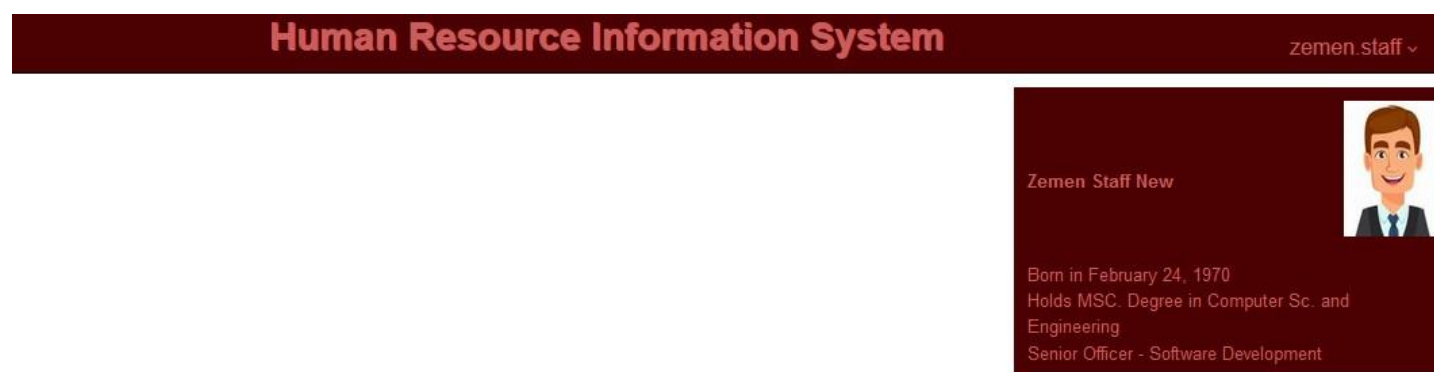 Human Resource Information System
zemen.staff
Zemen Staff New
Born in February 24, 1970
Holds MSC. Degree in Computer Sc. and
Engineering
Senior Officer - Software Development